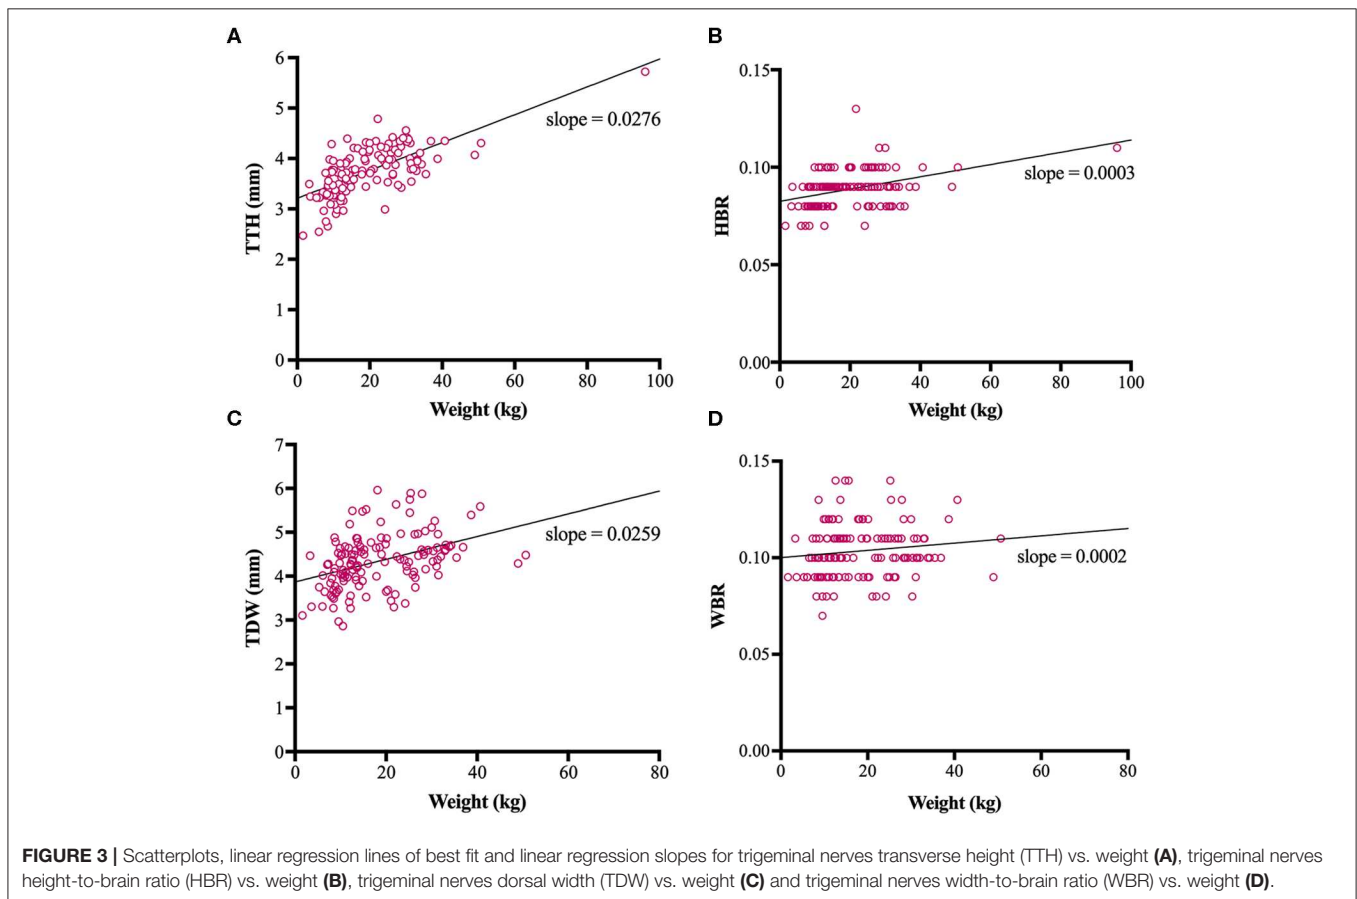 A
6
5
4
3
2
1
0
TTH (mm)
slope = 0.0276
0 20 40 60 80 100
Weight (kg)
B
0.15
0.10
0.05
0.00
HBR
slope = 0.0003
0 20 40 60 80 100
Weight (kg)
C
7
6
5
4
3
2
1
0
TDW (mm)
slope = 0.0259
0 20 40 60 80
Weight (kg)
D
0.15
0.10
0.05
0.00
WBR
slope = 0.0002
0 20 40 60 80
Weight (kg)
FIGURE 3 | Scatterplots, linear regression lines of best fit and linear regression slopes for trigeminal nerves transverse height (TTH) vs. weight (A), trigeminal nerves
height-to-brain ratio (HBR) vs. weight (B), trigeminal nerves dorsal width (TDW) vs. weight (C) and trigeminal nerves width-to-brain ratio (WBR) vs. weight (D).